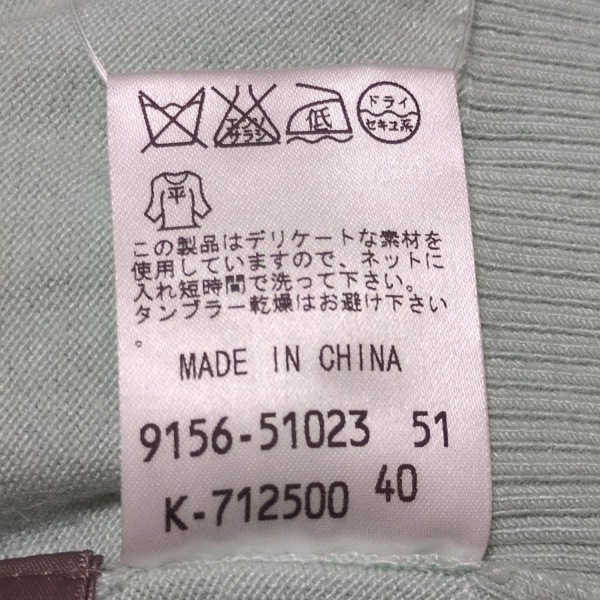 エンソ
サラシ
低
ドライ
セキユ系
平
この製品はデリケートな素材を
使用していますので、ネットに
入れ短時間で洗って下さい。
タンブラー乾燥はお避け下さい
。
MADE IN CHINA
9156-51023 51
K-712500 40